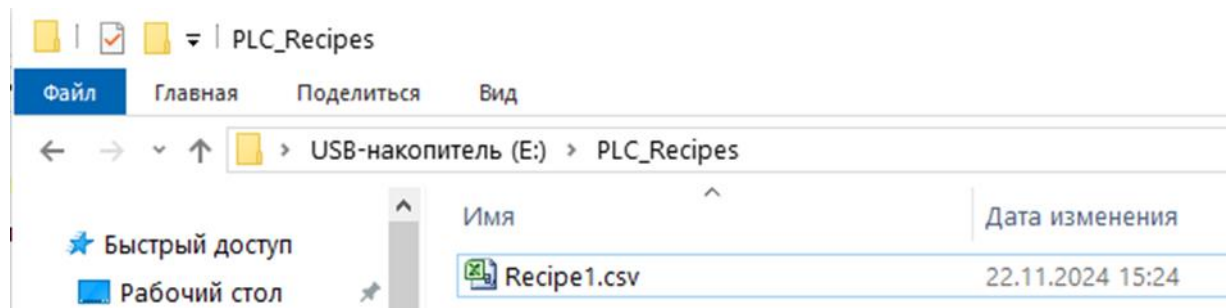 PLC_Recipes
Файл Главная Поделиться Вид
USB-накопитель (E:) > PLC_Recipes
Имя Дата изменения
Быстрый доступ
Recipe1.csv 22.11.2024 15:24
Рабочий стол